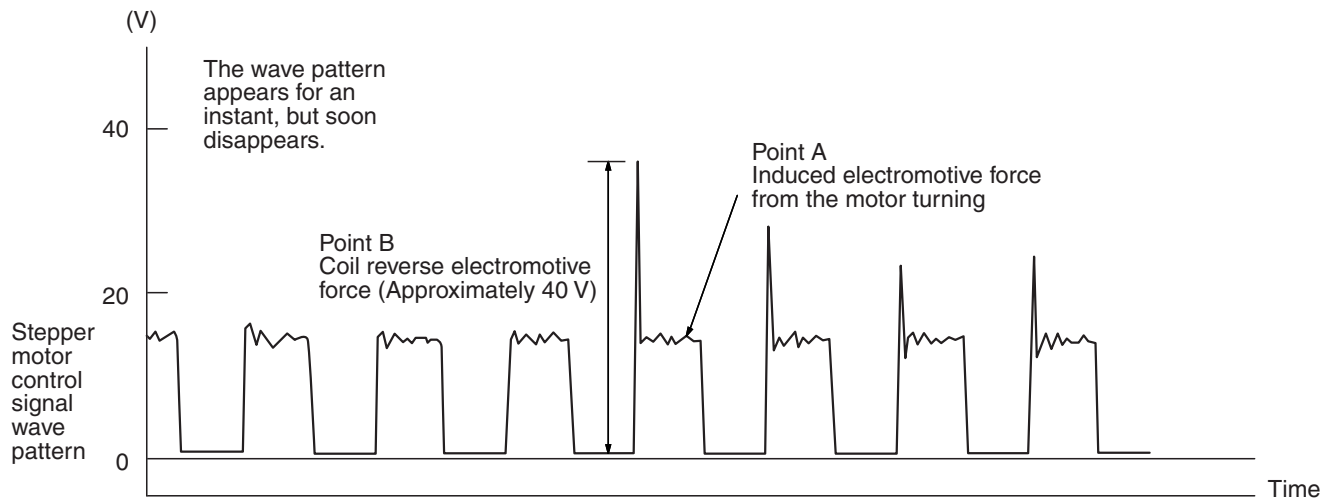 (V)
The wave pattern
appears for an
instant, but soon
disappears.
40
Point A
Induced electromotive force
from the motor turning
Point B
Coil reverse electromotive
force (Approximately 40 V)
20
Stepper
motor
control
signal
wave
pattern
0
Time